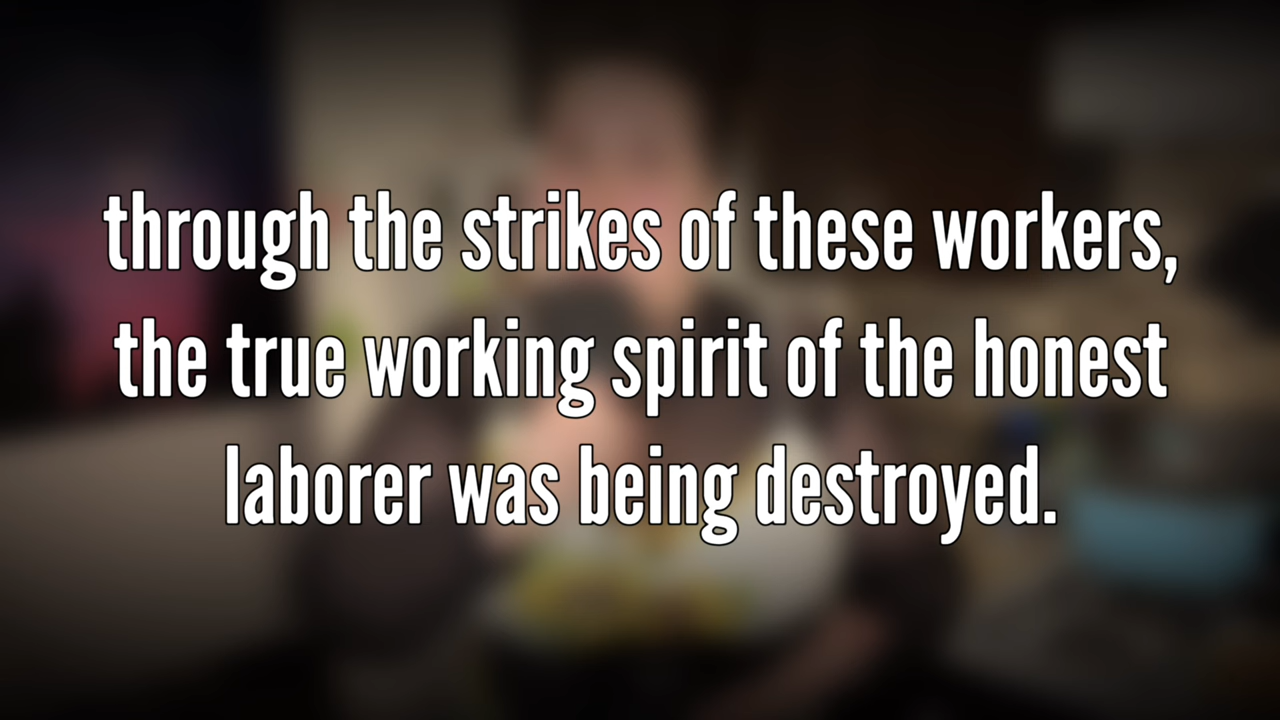 through the strikes of these workers,
the true working spirit of the honest
laborer was being destroyed.